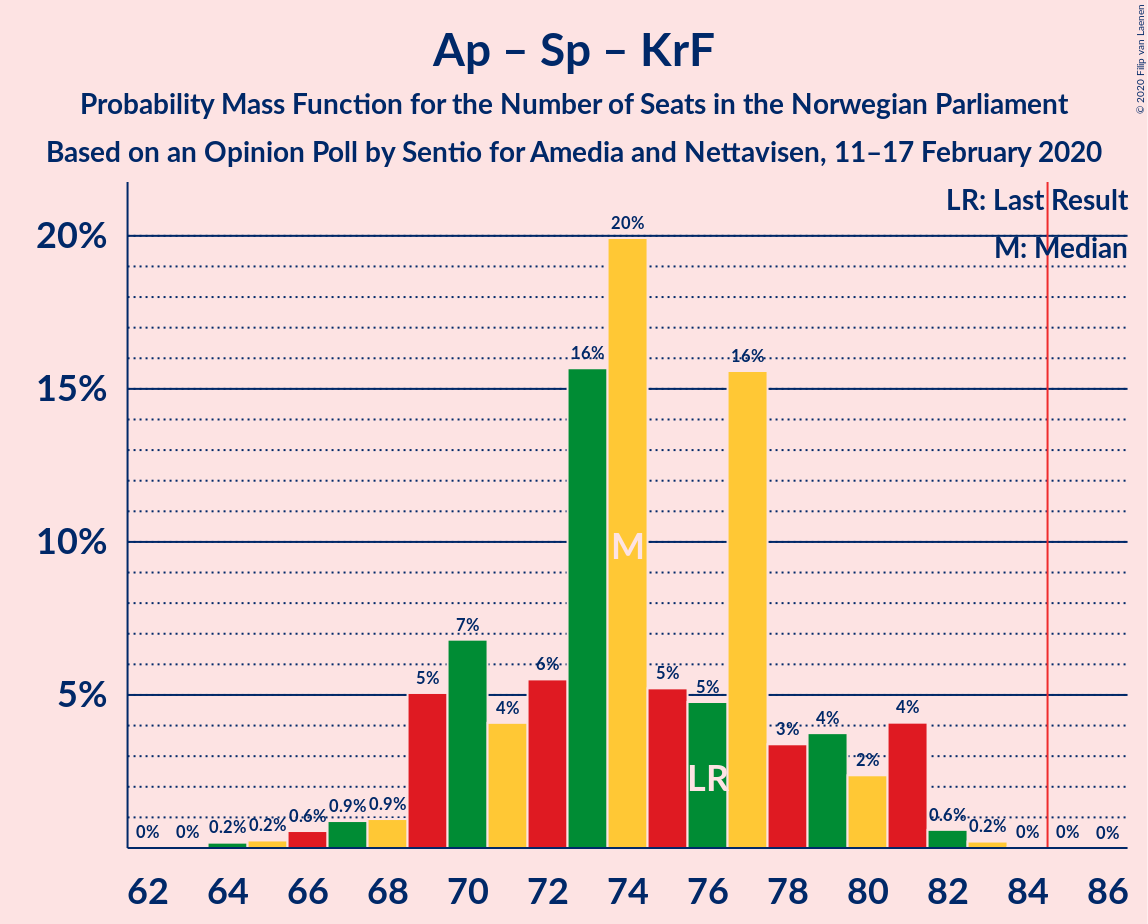 Ap – Sp – KrF
Probability Mass Function for the Number of Seats in the Norwegian Parliament
Based on an Opinion Poll by Sentio for Amedia and Nettavisen, 11–17 February 2020
© 2020 Filip van Laenen
LR: Last Result
M: Median
20%
15%
10%
5%
0% 0% 0.2% 0.2% 0.6% 0.9% 0.9% 5% 7% 4% 6% 16% 20% 5% 5% 16% 3% 4% 2% 4% 0.6% 0.2% 0% 0% 0%
M
LR
62 64 66 68 70 72 74 76 78 80 82 84 86